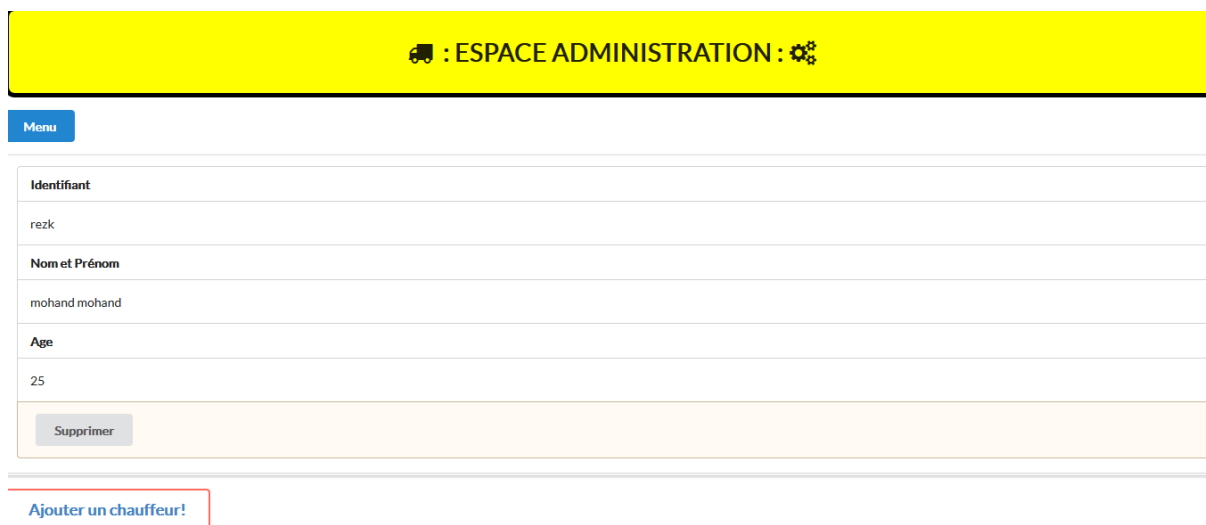 : ESPACE ADMINISTRATION :
Menu
Identifiant
rezk
Nom et Prénom
mohand mohand
Age
25
Supprimer
Ajouter un chauffeur!